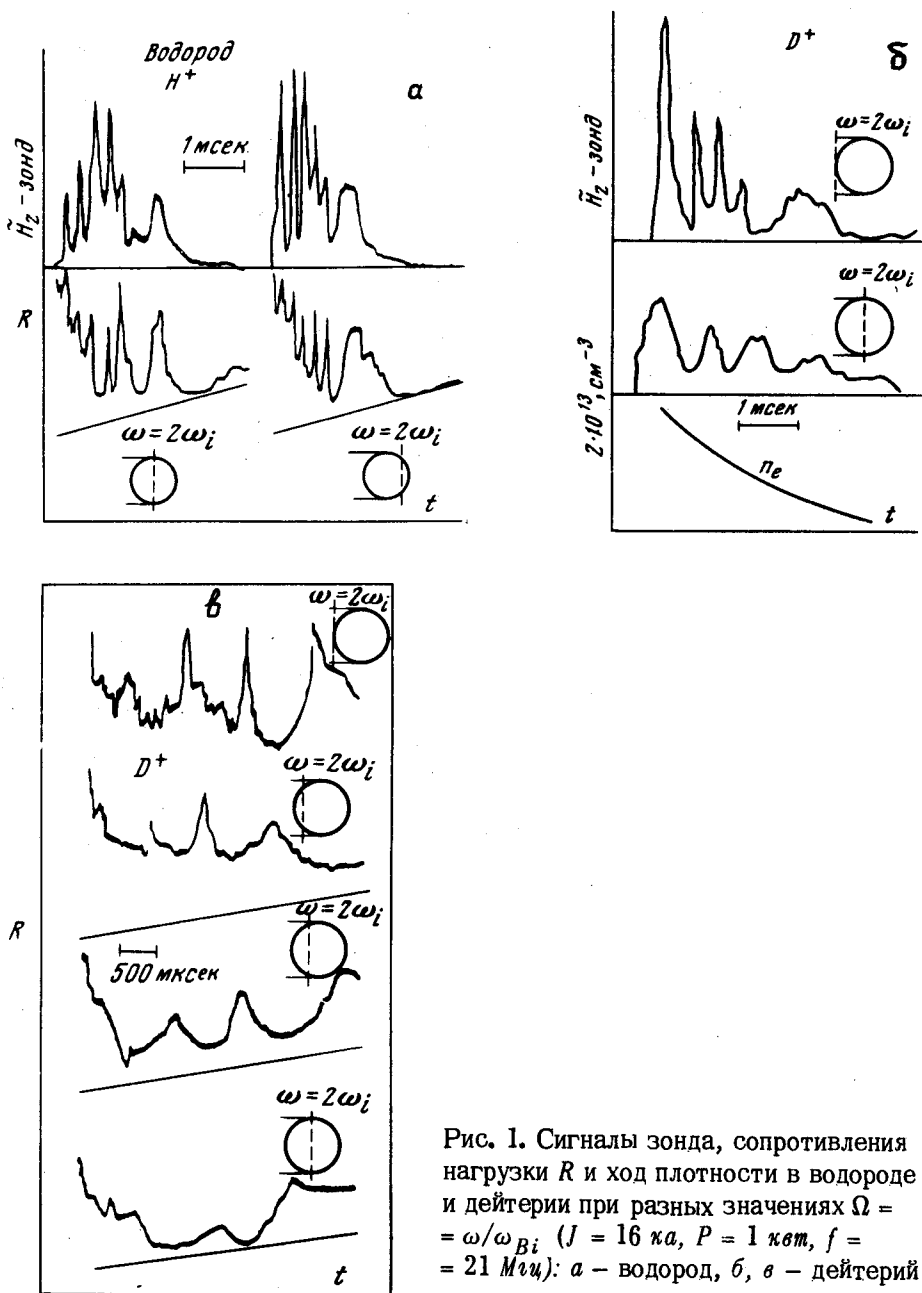 Водород
H⁺
a
1 мсек
H̃z – зонд
R
ω=2ωi
ω=2ωi
t
D⁺
б
H̃z – зонд
ω=2ωi
ω=2ωi
2·10¹³, см⁻³
1 мсек
ne
t
в
ω=2ωi
D⁺
ω=2ωi
R
ω=2ωi
500 мксек
ω=2ωi
t
Рис. 1. Сигналы зонда, сопротивления
нагрузки R и ход плотности в водороде
и дейтерии при разных значениях Ω =
= ω/ωBi (J = 16 ка, P = 1 квт, f =
= 21 Мгц): а – водород, б, в – дейтерий